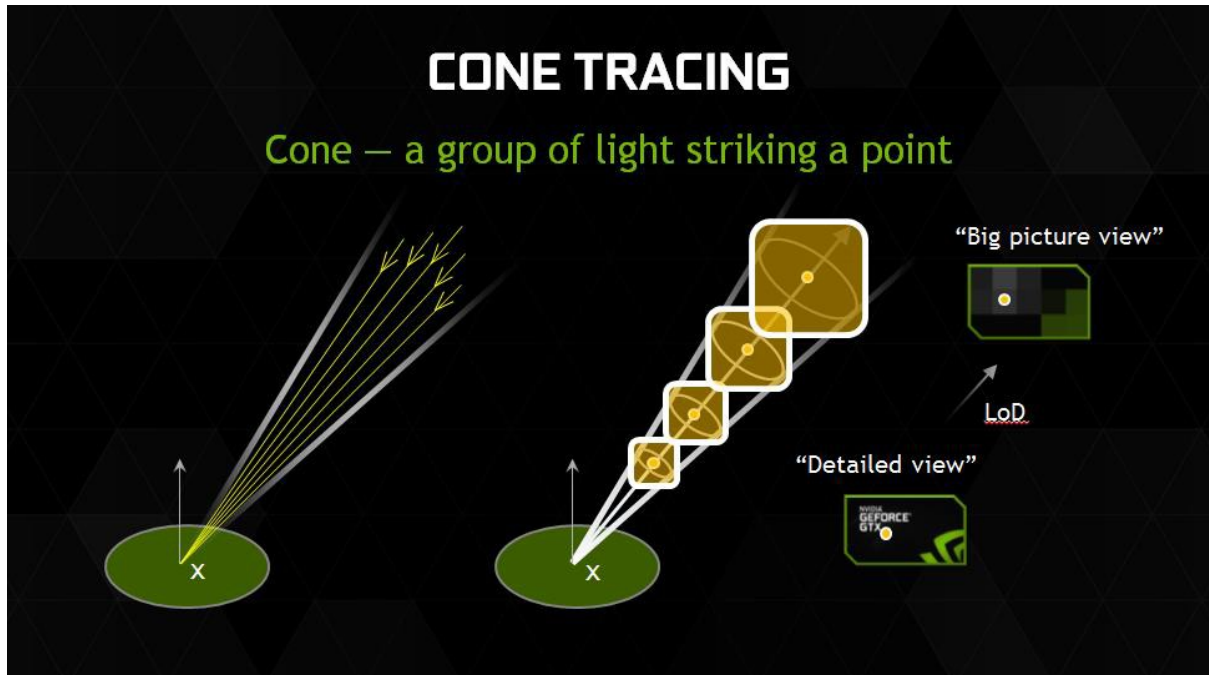 CONE TRACING
Cone — a group of light striking a point
“Big picture view”
LoD
“Detailed view”
NVIDIA
GEFORCE
GTX
x
x